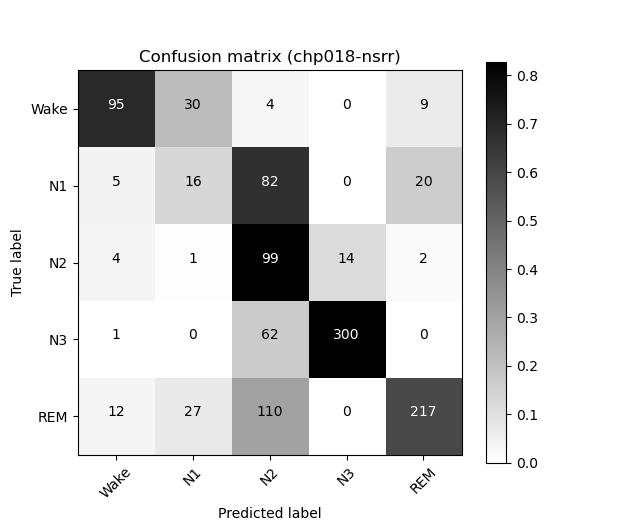 Confusion matrix (chp018-nsrr)
Wake 95 30 4 0 9
N1 5 16 82 0 20
N2 4 1 99 14 2
N3 1 0 62 300 0
REM 12 27 110 0 217
Wake N1 N2 N3 REM
Predicted label
True label
0.8
0.7
0.6
0.5
0.4
0.3
0.2
0.1
0.0